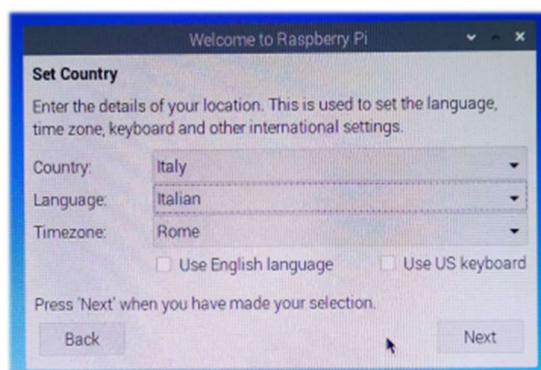 Welcome to Raspberry Pi
Set Country
Enter the details of your location. This is used to set the language,
time zone, keyboard and other international settings.
Country: Italy
Language: Italian
Timezone: Rome
Use English language Use US keyboard
Press 'Next' when you have made your selection.
Back Next